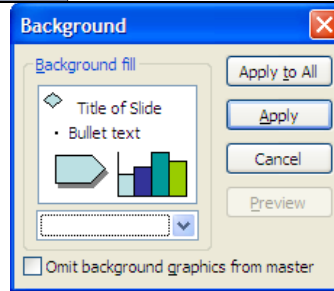 Background
Background fill
Title of Slide
• Bullet text
Apply to All
Apply
Cancel
Preview
Omit background graphics from master